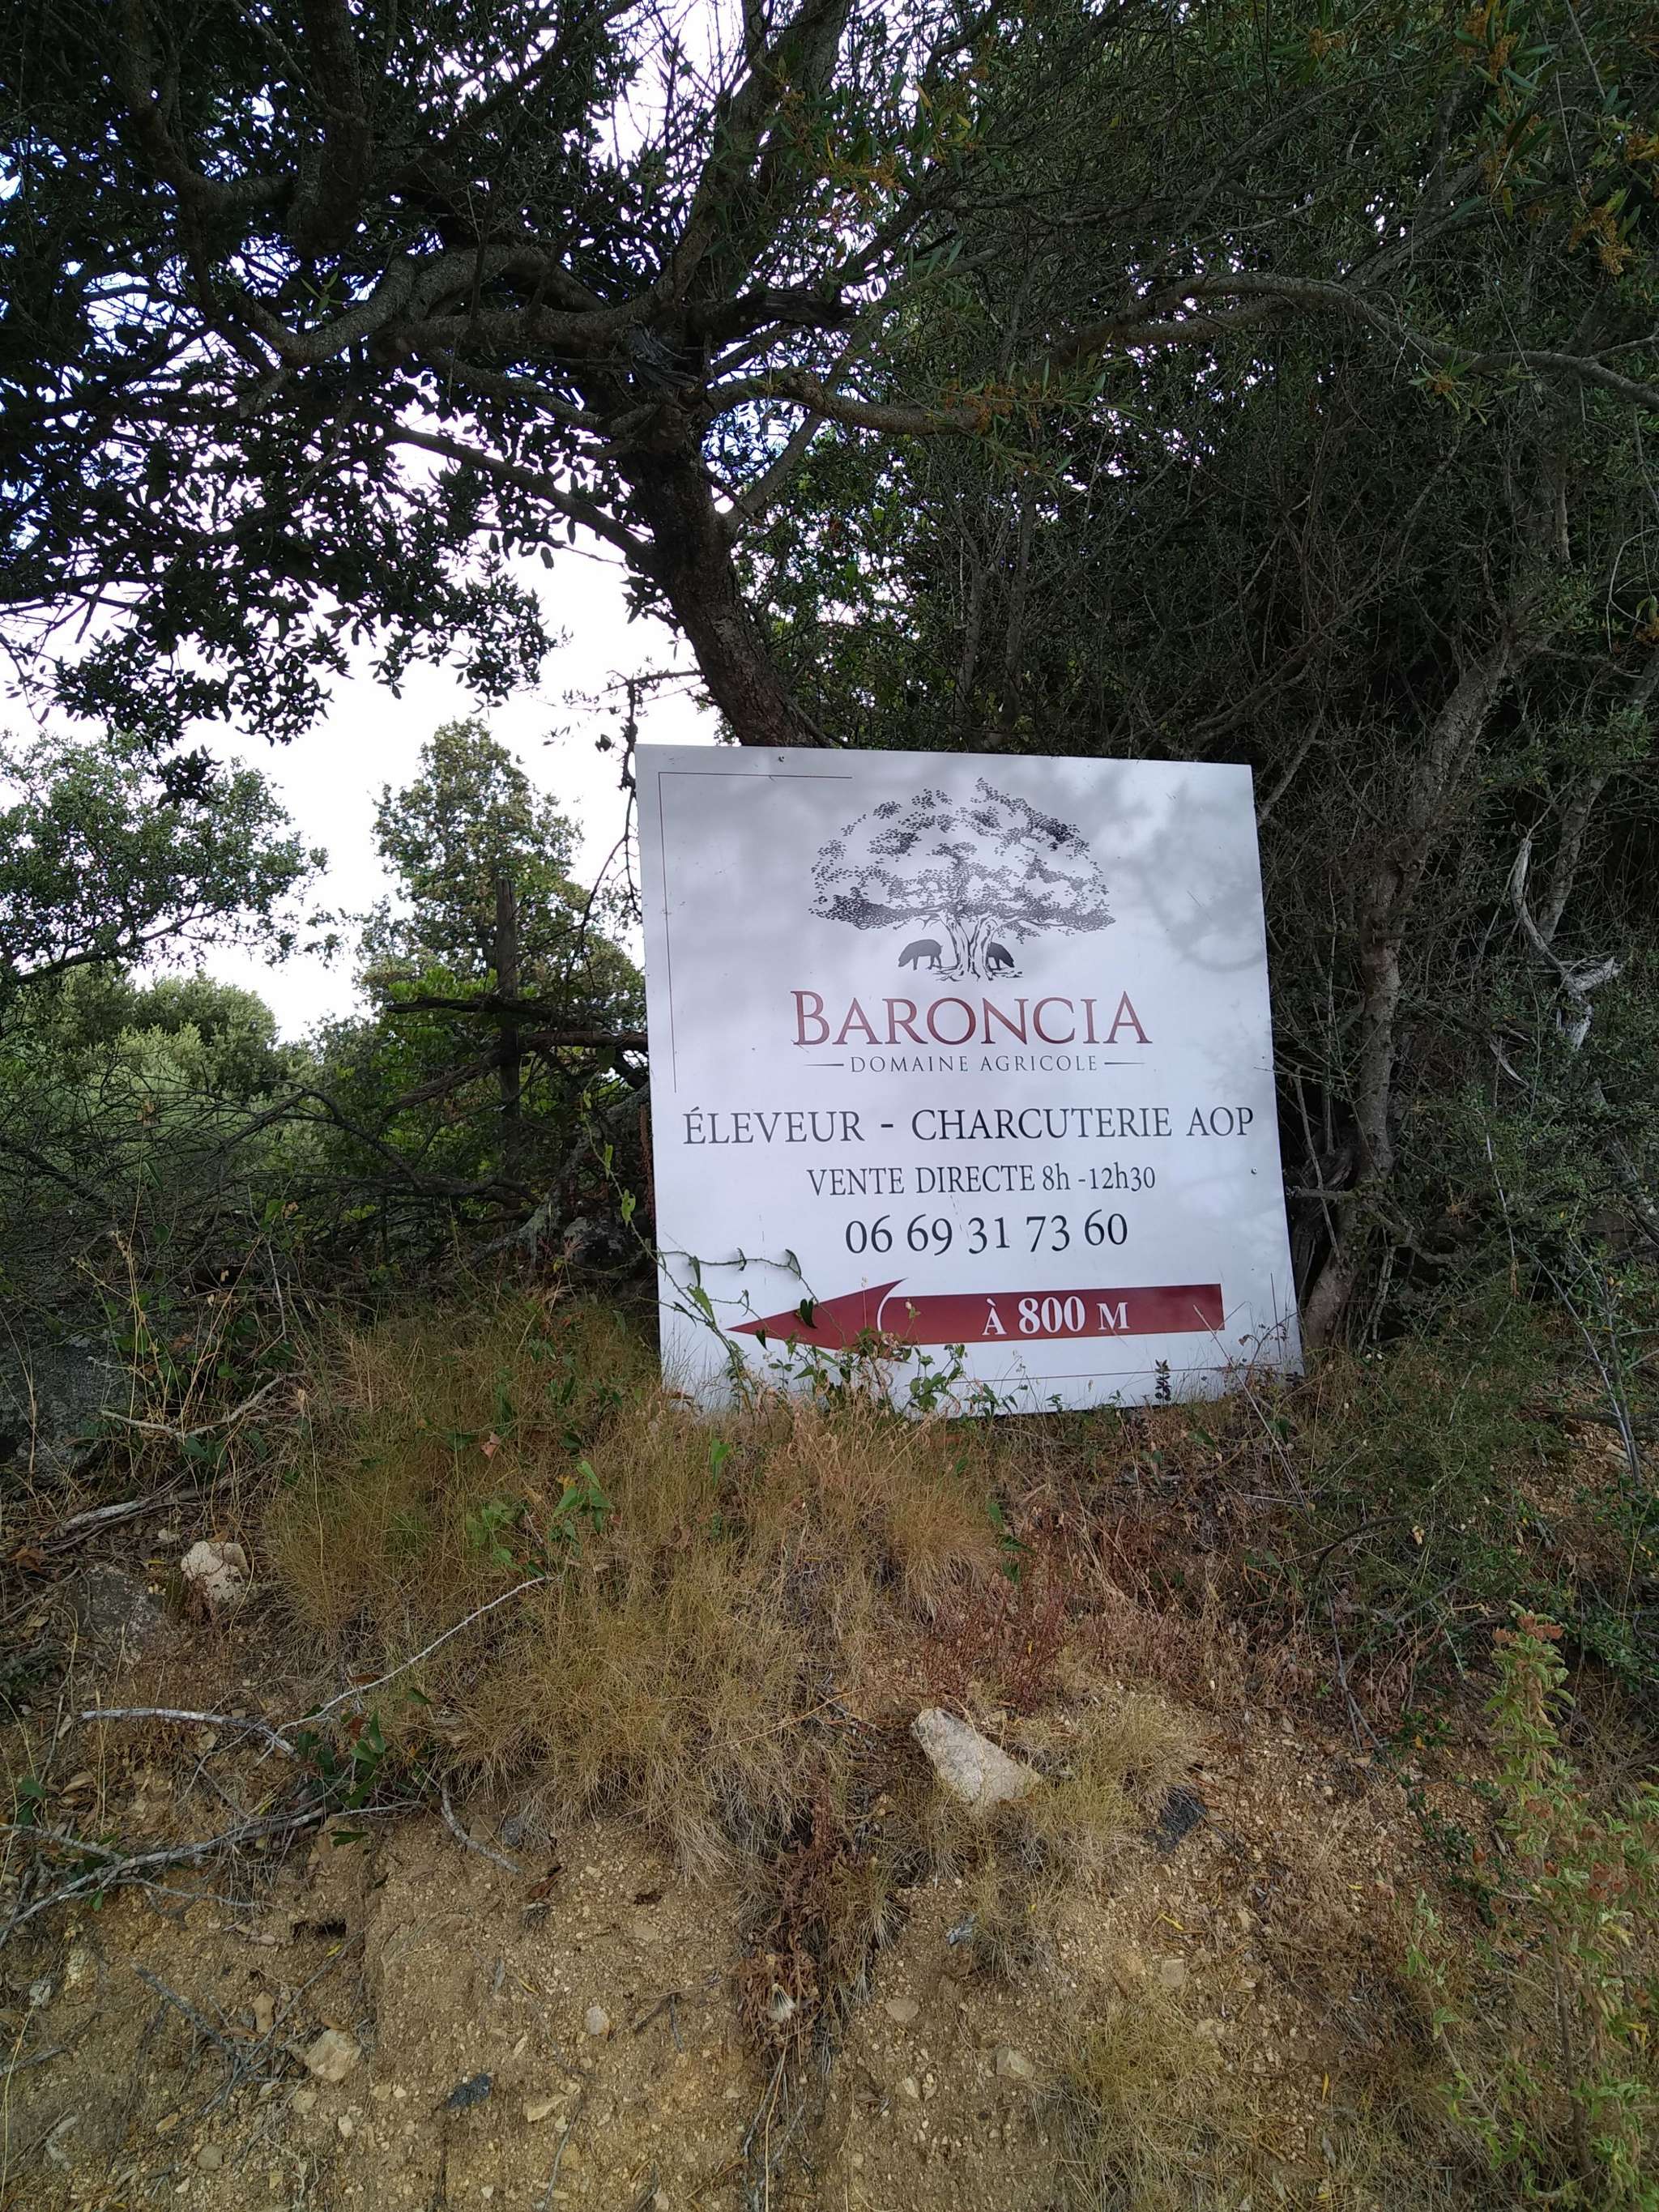 BARONCIA
DOMAINE AGRICOLE
ÉLEVEUR - CHARCUTERIE AOP
VENTE DIRECTE 8h -12h30
06 69 31 73 60
À 800 M